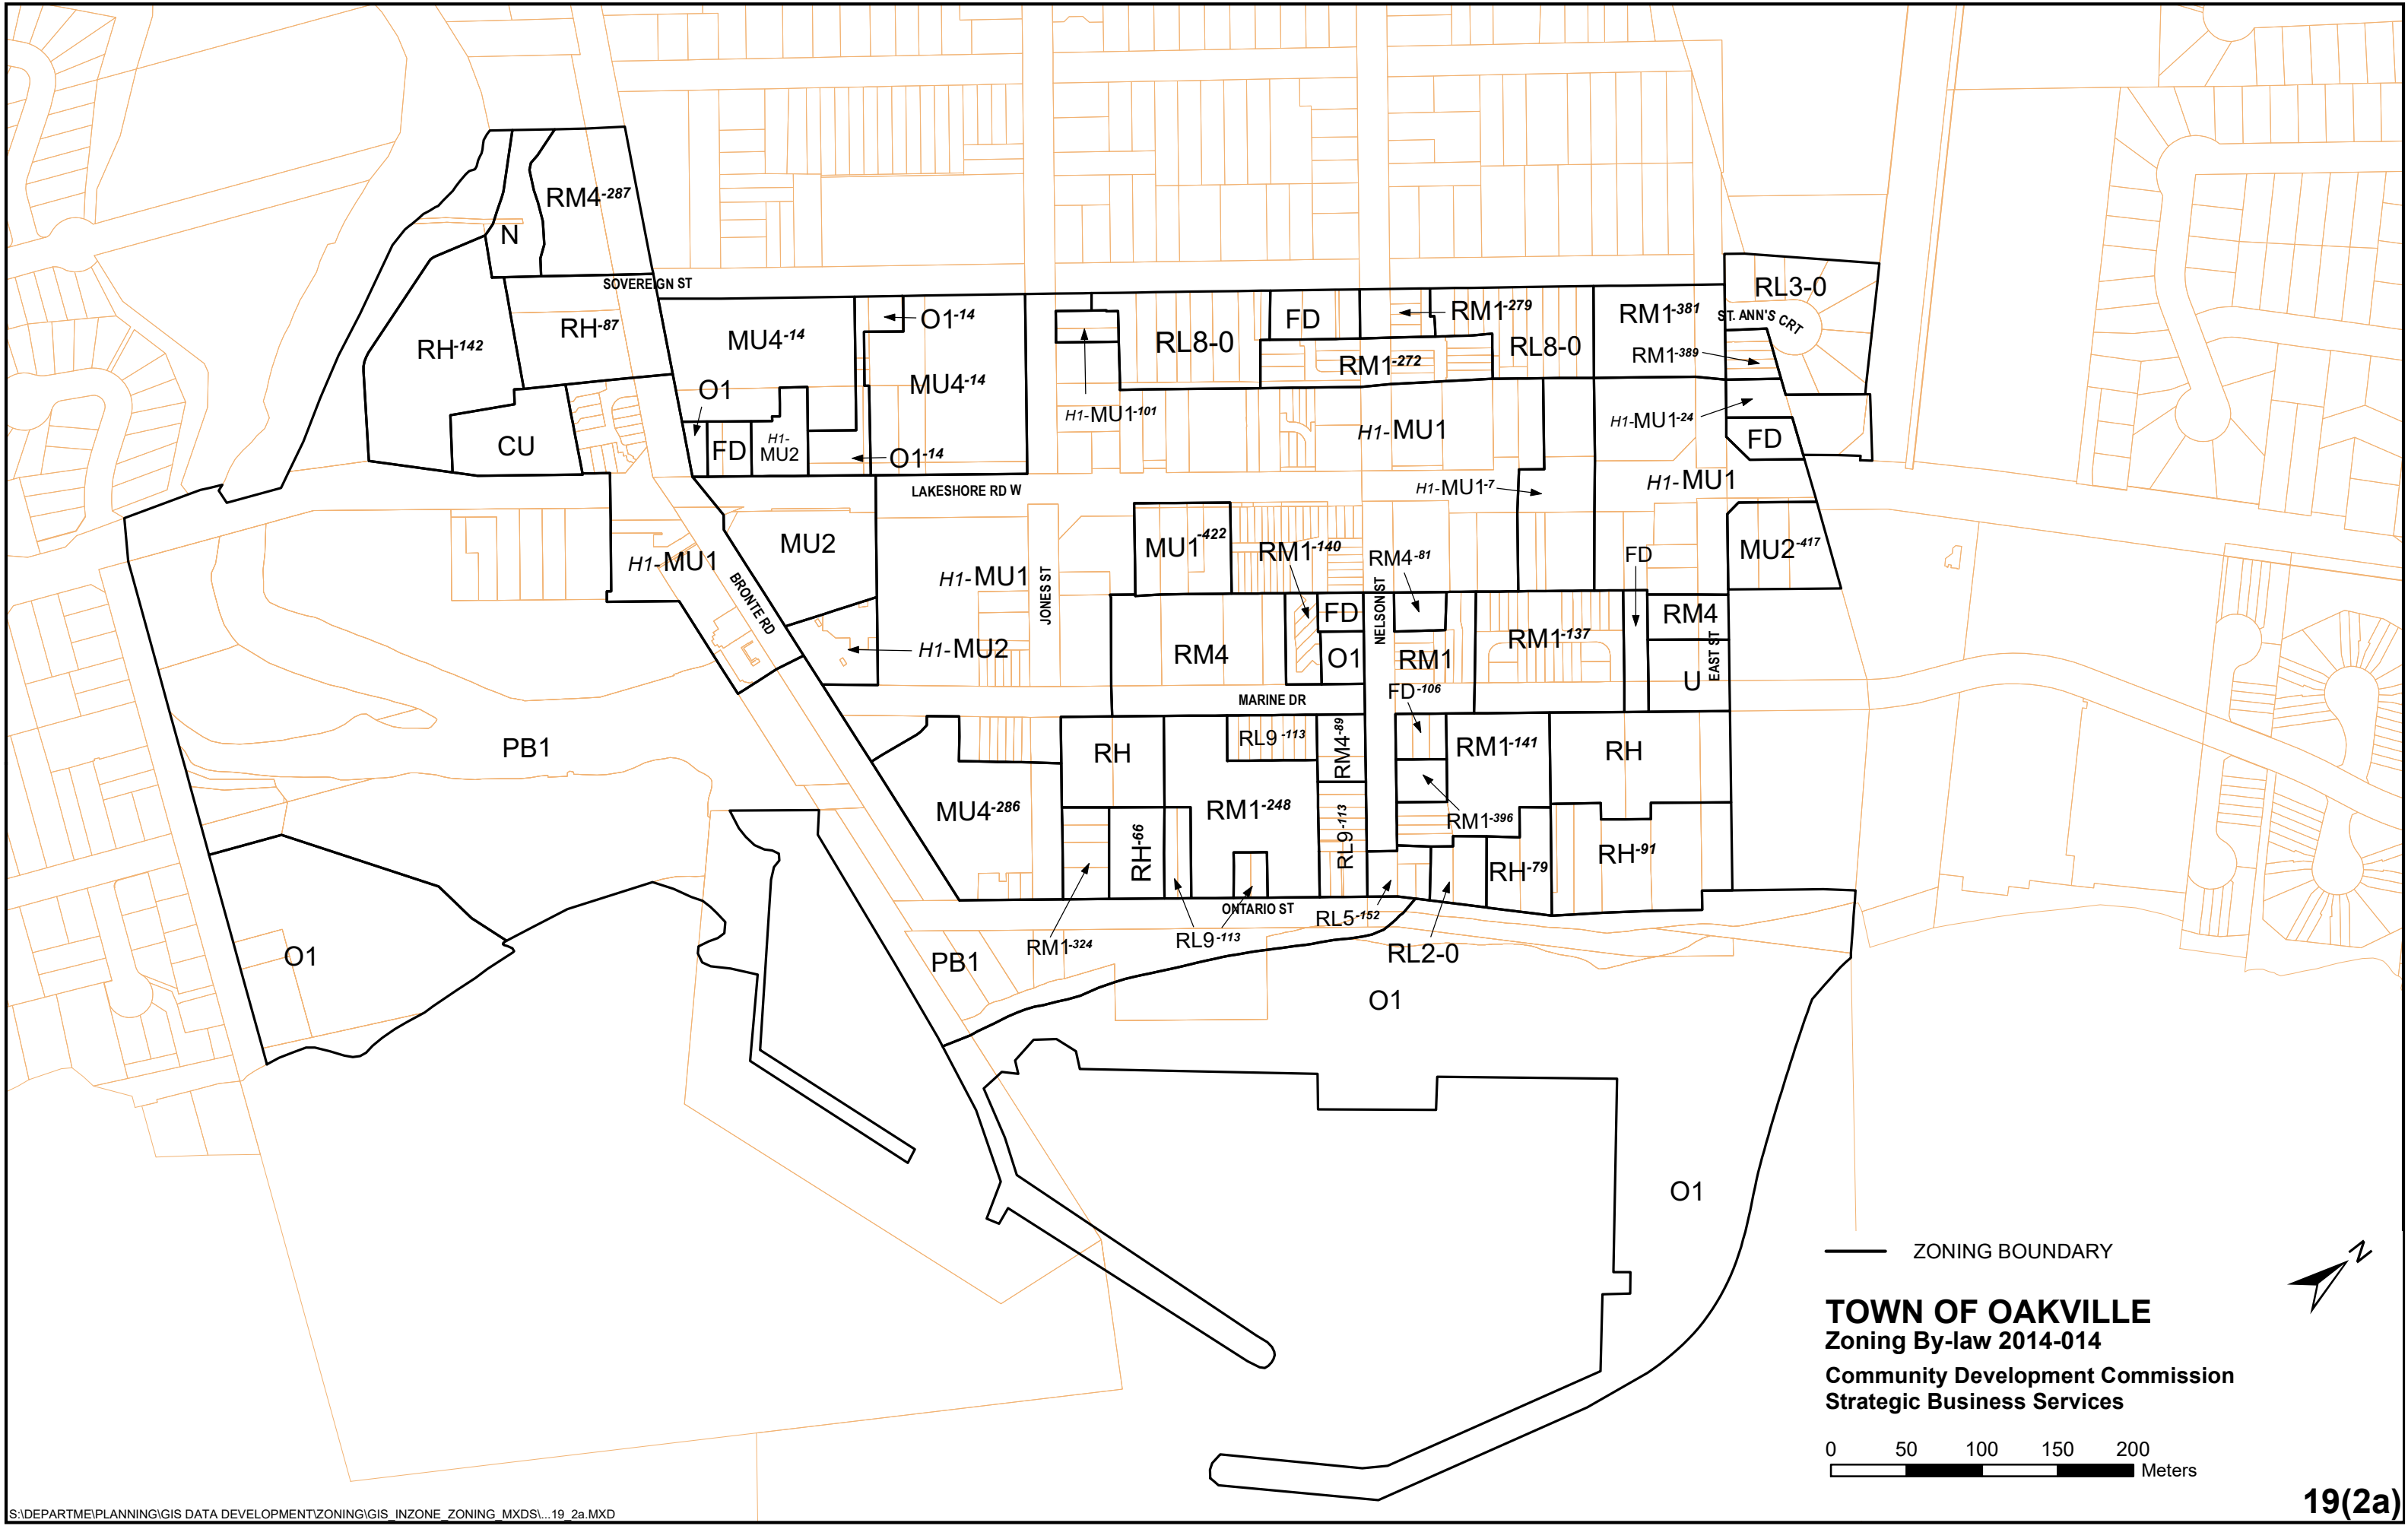 RM4-287
N
SOVEREIGN ST
RL3-0
RH-142
RH-87
MU4-14
O1-14
MU4-14
RL8-0
FD
RM1-279
RM1-272
RL8-0
RM1-381
ST. ANN'S CRT
RM1-389
O1
H1-MU1-101
H1-MU1
H1-MU1-24
FD
CU
FD
H1-
MU2
O1-14
LAKESHORE RD W
H1-MU1-7
H1-MU1
H1-MU1
MU2
BRONTE RD
H1-MU1
JONES ST
MU1-422
RM1-140
RM4-81
NELSON ST
FD
MU2-417
H1-MU2
RM4
FD
O1
RM1
RM1-137
RM4
U
EAST ST
MARINE DR
FD-106
PB1
RH
RL9-113
RM4-89
RM1-141
RH
MU4-286
RH-66
RM1-248
RL9-113
RM1-396
RH-79
RH-91
ONTARIO ST
RL5-152
RM1-324
RL9-113
RL2-0
O1
PB1
O1
O1
ZONING BOUNDARY
N
TOWN OF OAKVILLE
Zoning By-law 2014-014
Community Development Commission
Strategic Business Services
0 50 100 150 200
Meters
19(2a)
S:\DEPARTME\PLANNING\GIS DATA DEVELOPMENT\ZONING\GIS_INZONE_ZONING_MXDS\...19_2a.MXD